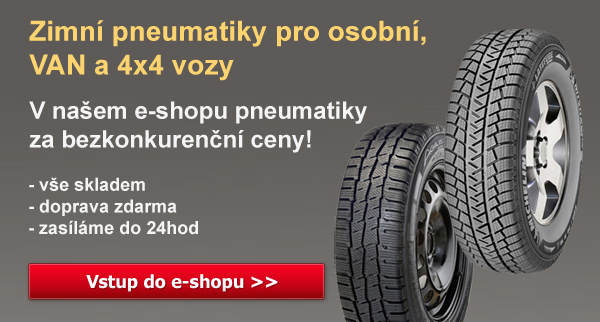 Zimní pneumatiky pro osobní,
VAN a 4x4 vozy
V našem e-shopu pneumatiky
za bezkonkurenční ceny!
- vše skladem
- doprava zdarma
- zasíláme do 24hod
Vstup do e-shopu >>